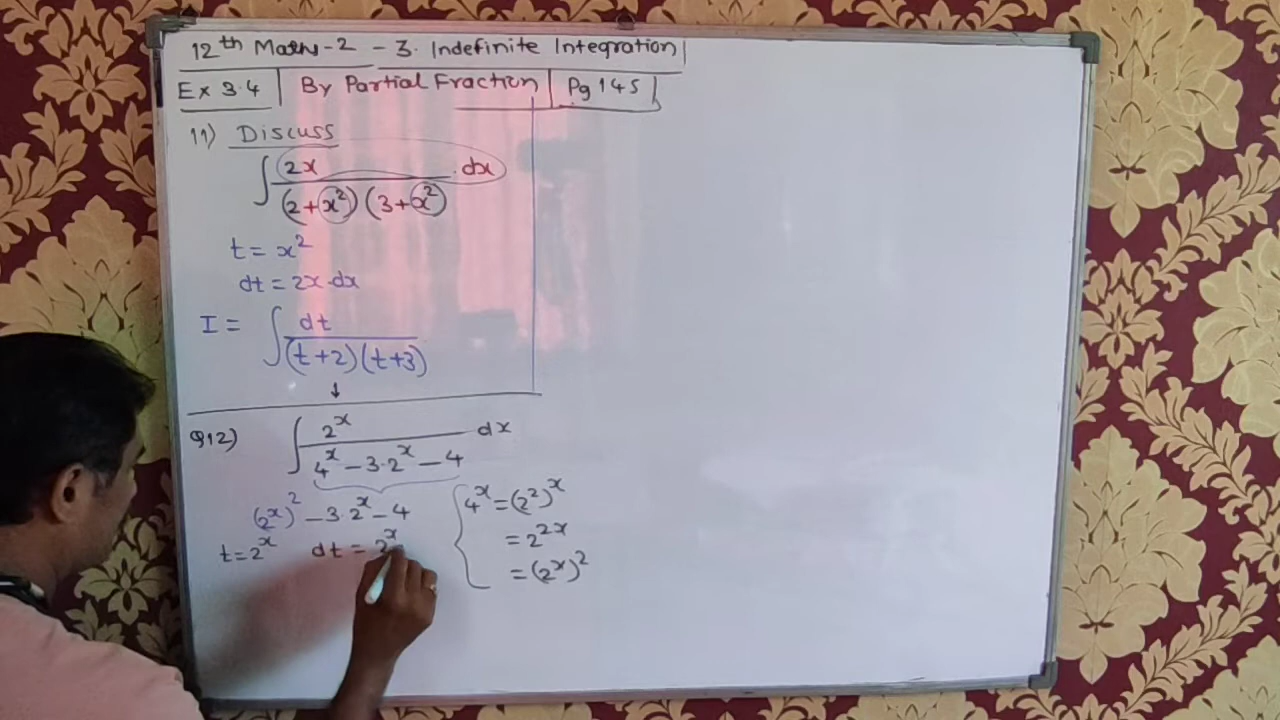 12th Maths-2 - 3. Indefinite Integration
Ex 3.4 | By Partial Fraction | Pg 145
11) Discuss
∫ 2x / (2+x²)(3+x²) .dx
t = x²
dt = 2x.dx
I = ∫ dt / (t+2)(t+3)
↓
Q12) ∫ 2^x / 4^x - 3.2^x - 4 dx
(2^x)² - 3.2^x - 4
t = 2^x dt = 2^x
4^x = (2²)^x
= 2^2x
= (2^x)²